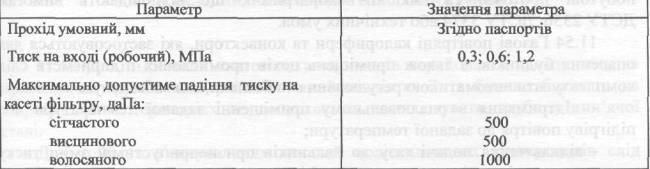 Параметр Значення параметра
Прохід умовний, мм Згідно паспортів
Тиск на вході (робочий), МПа 0,3; 0,6; 1,2
Максимально допустиме падіння тиску на
касеті фільтру, даПа:
сітчастого 500
висцинового 500
волосяного 1000